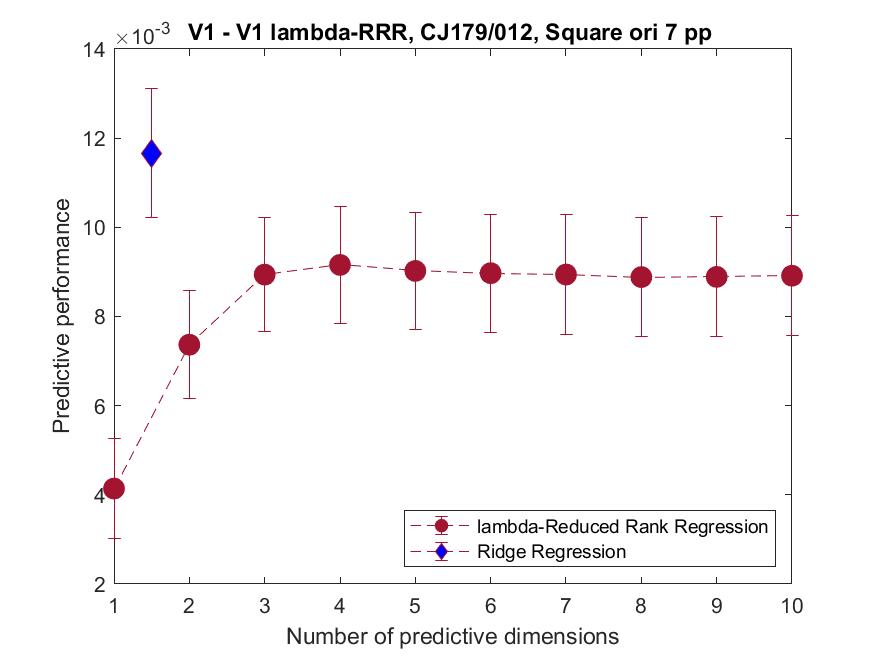 ×10-3
V1 - V1 lambda-RRR, CJ179/012, Square ori 7 pp
14
12
10
8
6
4
2
Predictive performance
lambda-Reduced Rank Regression
Ridge Regression
1 2 3 4 5 6 7 8 9 10
Number of predictive dimensions